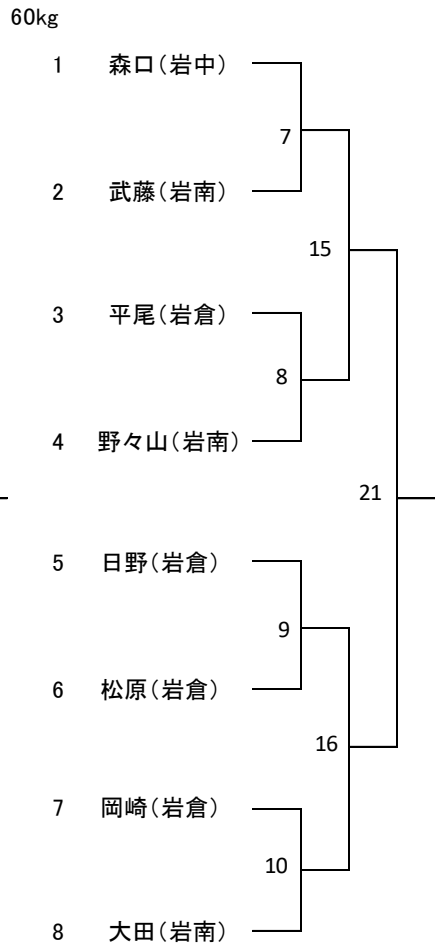 60kg
1 森口(岩中)
7
2 武藤(岩南)
15
3 平尾(岩倉)
8
4 野々山(岩南)
21
5 日野(岩倉)
9
6 松原(岩倉)
16
7 岡崎(岩倉)
10
8 大田(岩南)